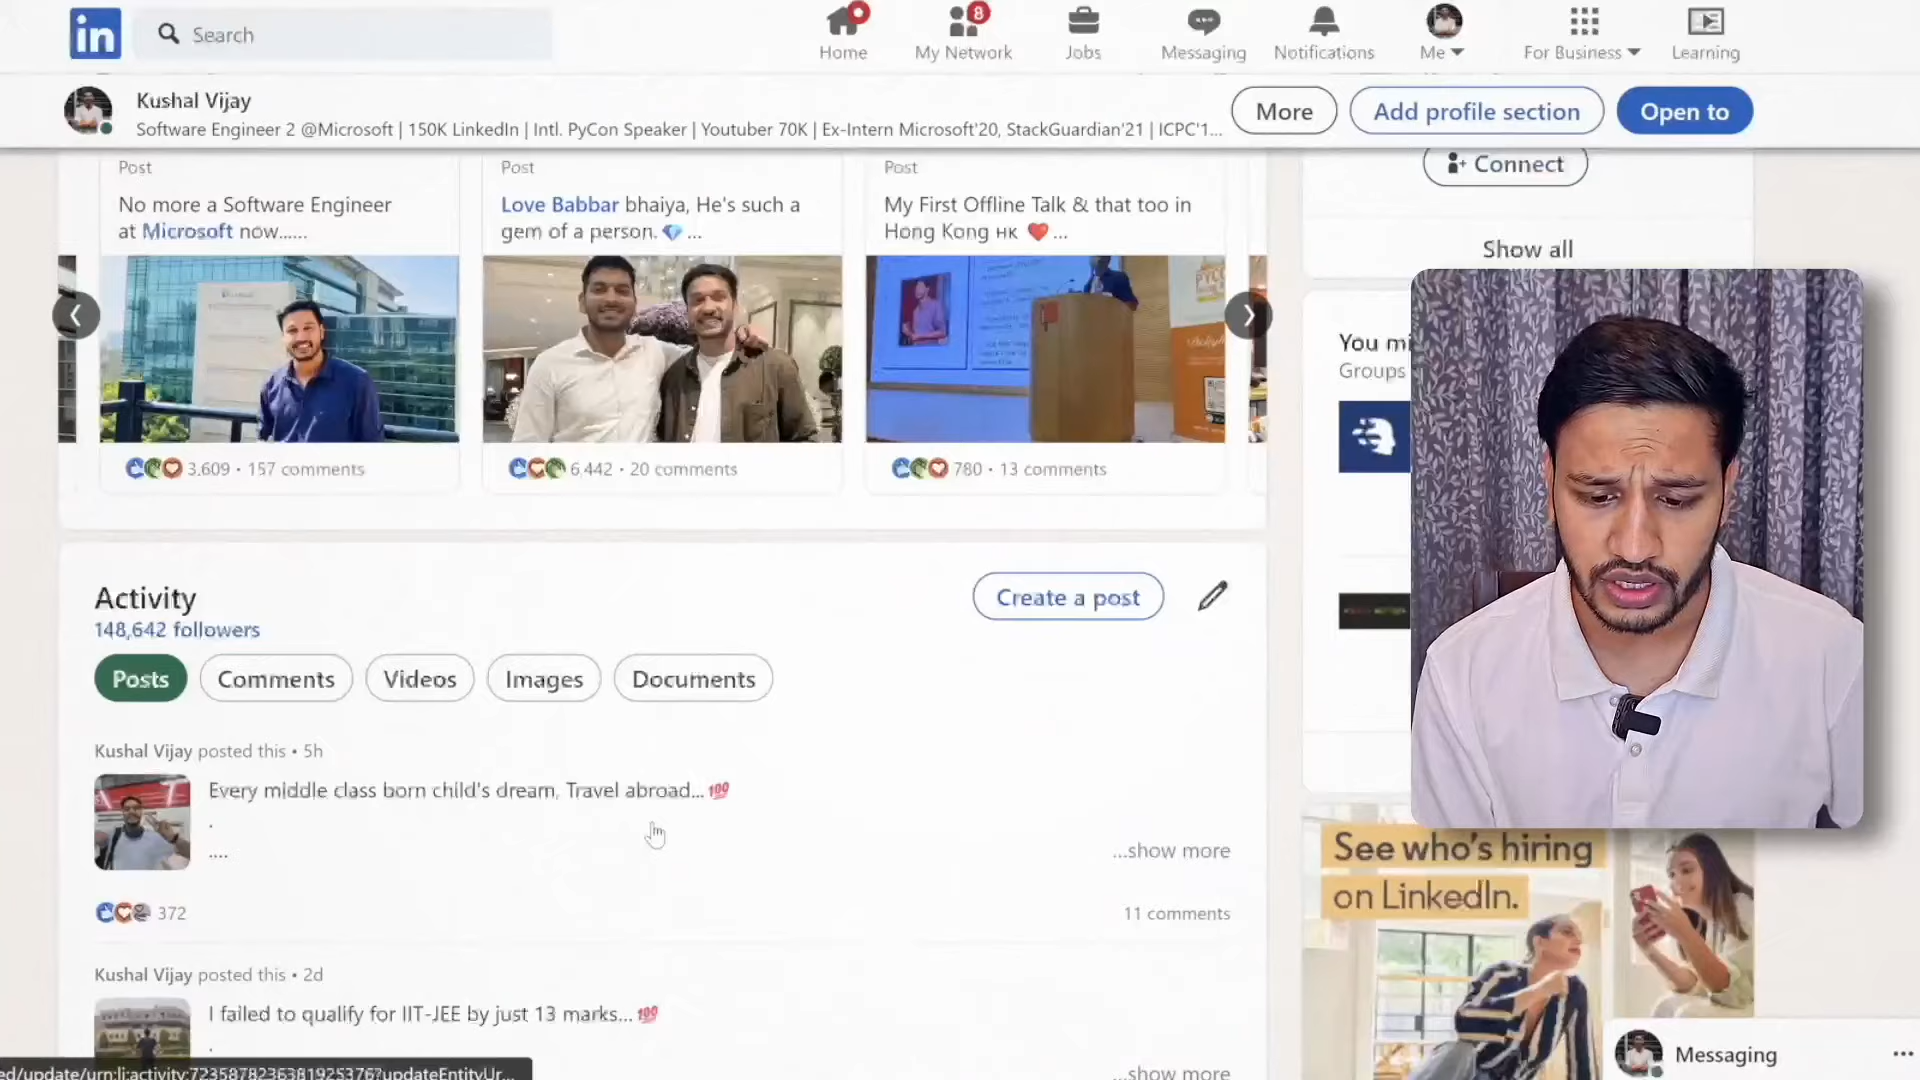 in
Search
Home
8
My Network
Jobs
Messaging
Notifications
Me
For Business
Learning
Kushal Vijay
Software Engineer 2 @Microsoft | 150K LinkedIn | Intl. PyCon Speaker | Youtuber 70K | Ex-Intern Microsoft'20, StackGuardian'21 | ICPC'1...
More
Add profile section
Open to
Post
No more a Software Engineer
at Microsoft now......
3,609 · 157 comments
Post
Love Babbar bhaiya, He's such a
gem of a person. 💎 ...
6,442 · 20 comments
Post
My First Offline Talk & that too in
Hong Kong HK ❤️ ...
780 · 13 comments
Connect
Show all
You mi
Groups
Activity
148,642 followers
Create a post
Posts
Comments
Videos
Images
Documents
Kushal Vijay posted this • 5h
Every middle class born child's dream, Travel abroad...💯
.
....
...show more
372
11 comments
Kushal Vijay posted this • 2d
I failed to qualify for IIT-JEE by just 13 marks...💯
.
...show more
See who's hiring
on LinkedIn.
Messaging
ed/update/urn:li:activity:7235878236381925376?updateEntityUr...